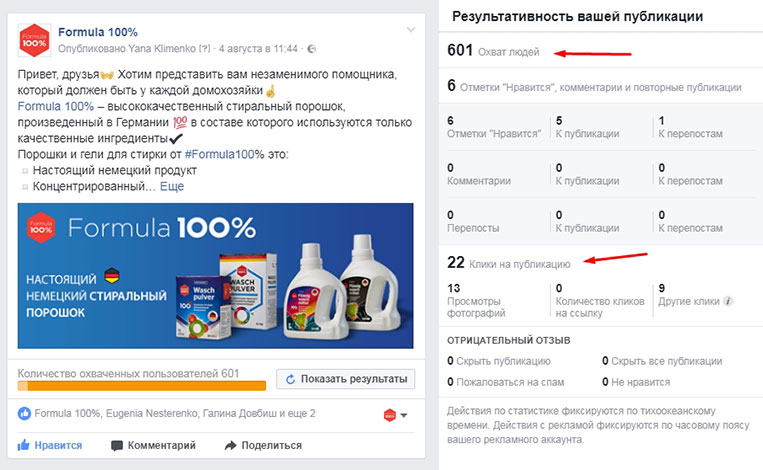 Formula 100%
Опубликовано Yana Klimenko [?] · 4 августа в 11:44 ·
Привет, друзья🙌 Хотим представить вам незаменимого помощника,
который должен быть у каждой домохозяйки☝
Formula 100% – высококачественный стиральный порошок,
произведенный в Германии 💯 в составе которого используются только
качественные ингредиенты✔
Порошки и гели для стирки от #Formula100% это:
▫ Настоящий немецкий продукт
▫ Концентрированный… Еще
Formula 100%
Formula 100%
НАСТОЯЩИЙ
НЕМЕЦКИЙ СТИРАЛЬНЫЙ
ПОРОШОК
Wasch
pulver
100%
WASCH
PULVER
Количество охваченных пользователей 601
Показать результаты
Formula 100%, Eugenia Nesterenko, Галина Довбиш и еще 2
Нравится
Комментарий
Поделиться
Результативность вашей публикации
601 Охват людей
6 Отметки "Нравится", комментарии и повторные публикации
6
Отметки "Нравится"
5
К публикации
1
К перепостам
0
Комментарии
0
К публикации
0
К перепостам
0
Перепосты
0
К публикации
0
К перепостам
22 Клики на публикацию
13
Просмотры
фотографий
0
Количество кликов
на ссылку
9
Другие клики
ОТРИЦАТЕЛЬНЫЙ ОТЗЫВ
0 Скрыть публикацию
0 Скрыть все публикации
0 Пожаловаться на спам
0 Не нравится
Действия по статистике фиксируются по тихоокеанскому
времени. Действия с рекламой фиксируются по часовому поясу
вашего рекламного аккаунта.